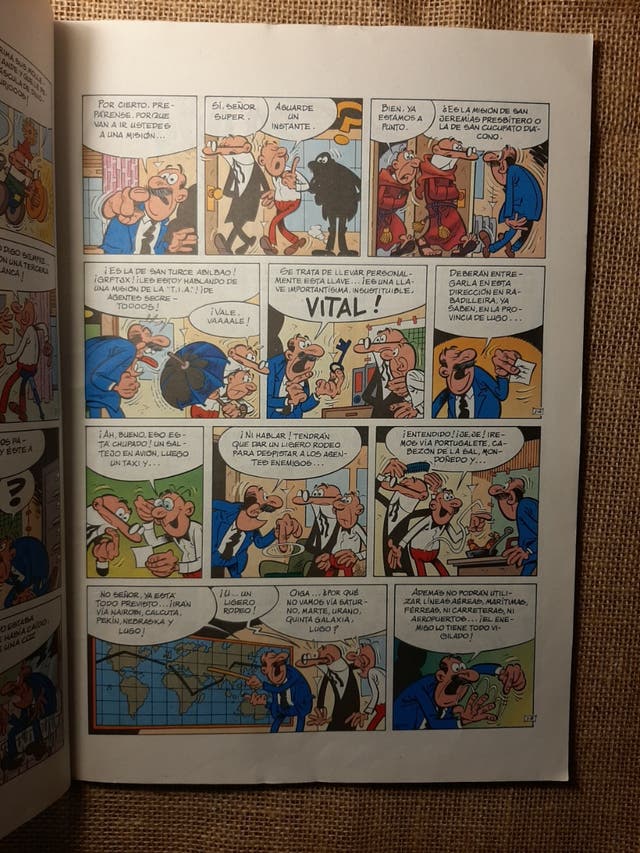 POR CIERTO, PRE-
PÁRENSE, PORQUE
VAN A IR USTEDES
A UNA MISIÓN...
SÍ, SEÑOR
SUPER.
AGUARDE
UN
INSTANTE.
BIEN, YA
ESTAMOS A
PUNTO.
¿ES LA MISIÓN DE SAN
JEREMÍAS PRESBÍTERO O
LA DE SAN CUCUFATO DIÁ-
CONO.
¡ES LA DE SAN TURCE ABILBAO!
¡GRFTJX! ¡LES ESTOY HABLANDO DE
UNA MISIÓN DE LA "T.I.A."! ¡DE
AGENTES SECRE-
TOOOOS!
¡VALE,
VAAAALE!
SE TRATA DE LLEVAR PERSONAL-
MENTE ESTA LLAVE... ¡ES UNA LLA-
VE IMPORTANTÍSIMA, INSUSTITUIBLE,
VITAL!
DEBERÁN ENTRE-
GARLA EN ESTA
DIRECCIÓN EN RA-
BADILLEIRA, YA
SABEN, EN LA PRO-
VINCIA DE LUGO...
¡AH, BUENO, ESO ES-
TÁ CHUPADO! UN SAL-
TEJO EN AVIÓN, LUEGO
UN TAXI Y...
¡NI HABLAR! TENDRÁN
QUE DAR UN LIGERO RODEO
PARA DESPISTAR A LOS AGEN-
TES ENEMIGOS...
¡ENTENDIDO! ¡JE, JE! IRE-
MOS VÍA PORTUGALETE, CA-
BEZÓN DE LA SAL, MON-
DOÑEDO Y...
NO SEÑOR, YA ESTÁ
TODO PREVISTO... ¡IRÁN
VÍA NAIROBI, CALCUTA,
PEKÍN, NEBRASKA Y
LUGO!
¡U... UN
LIGERO
RODEO!
OIGA... ¿POR QUÉ
NO VAMOS VÍA SATUR-
NO, MARTE, URANO,
QUINTA GALAXIA,
LUGO?
ADEMÁS NO PODRÁN UTILI-
ZAR LÍNEAS AÉREAS, MARÍTIMAS,
FÉRREAS, NI CARRETERAS, NI
AEROPUERTOS... ¡EL ENE-
MIGO LO TIENE TODO VI-
GILADO!